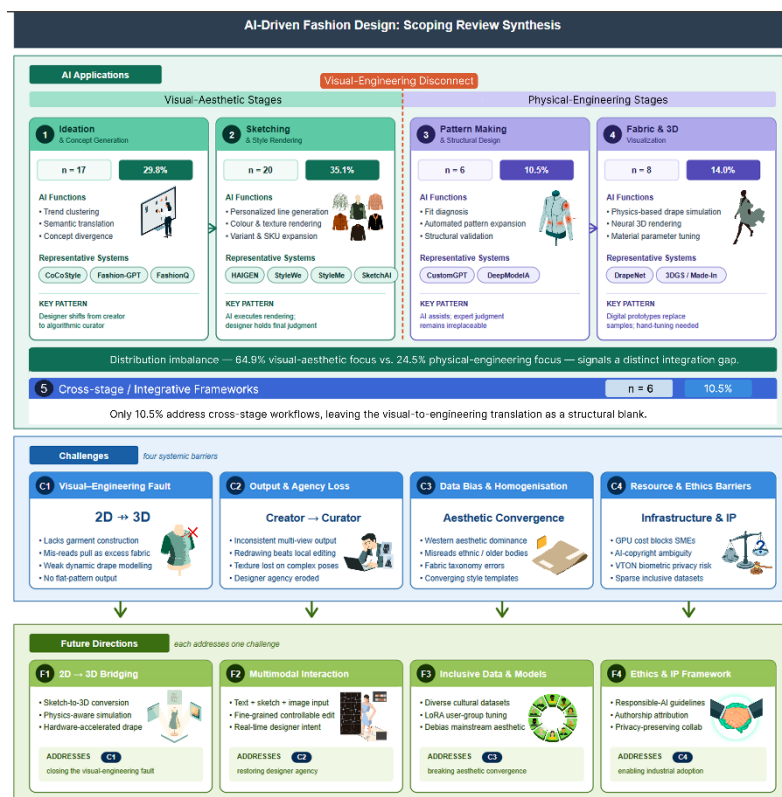 AI-Driven Fashion Design: Scoping Review Synthesis
AI Applications
Visual-Engineering Disconnect
Visual-Aesthetic Stages
Physical-Engineering Stages
1 Ideation
& Concept Generation
n = 17 29.8%
AI Functions
• Trend clustering
• Semantic translation
• Concept divergence
Representative Systems
CoCoStyle Fashion-GPT FashionQ
KEY PATTERN
Designer shifts from creator
to algorithmic curator
2 Sketching
& Style Rendering
n = 20 35.1%
AI Functions
• Personalized line generation
• Colour & texture rendering
• Variant & SKU expansion
Representative Systems
HAIGEN StyleWe StyleMe SketchAI
KEY PATTERN
AI executes rendering;
designer holds final judgment
3 Pattern Making
& Structural Design
n = 6 10.5%
AI Functions
• Fit diagnosis
• Automated pattern expansion
• Structural validation
Representative Systems
CustomGPT DeepModelA
KEY PATTERN
AI assists; expert judgment
remains irreplaceable
4 Fabric & 3D
Visualization
n = 8 14.0%
AI Functions
• Physics-based drape simulation
• Neural 3D rendering
• Material parameter tuning
Representative Systems
DrapeNet 3DGS / Made-In
KEY PATTERN
Digital prototypes replace
samples; hand-tuning needed
Distribution imbalance — 64.9% visual-aesthetic focus vs. 24.5% physical-engineering focus — signals a distinct integration gap.
5 Cross-stage / Integrative Frameworks n = 6 10.5%
Only 10.5% address cross-stage workflows, leaving the visual-to-engineering translation as a structural blank.
Challenges four systemic barriers
C1 Visual–Engineering Fault
2D ↛ 3D
• Lacks garment construction
• Mis-reads pull as excess fabric
• Weak dynamic drape modelling
• No flat-pattern output
C2 Output & Agency Loss
Creator → Curator
• Inconsistent multi-view output
• Redrawing beats local editing
• Texture lost on complex poses
• Designer agency eroded
C3 Data Bias & Homogenisation
Aesthetic Convergence
• Western aesthetic dominance
• Misreads ethnic / older bodies
• Fabric taxonomy errors
• Converging style templates
C4 Resource & Ethics Barriers
Infrastructure & IP
• GPU cost blocks SMEs
• AI-copyright ambiguity
• VTON biometric privacy risk
• Sparse inclusive datasets
Future Directions each addresses one challenge
F1 2D → 3D Bridging
• Sketch-to-3D conversion
• Physics-aware simulation
• Hardware-accelerated drape
ADDRESSES C1
closing the visual-engineering fault
F2 Multimodal Interaction
• Text + sketch + image input
• Fine-grained controllable edit
• Real-time designer intent
ADDRESSES C2
restoring designer agency
F3 Inclusive Data & Models
• Diverse cultural datasets
• LoRA user-group tuning
• Debias mainstream aesthetic
ADDRESSES C3
breaking aesthetic convergence
F4 Ethics & IP Framework
• Responsible-AI guidelines
• Authorship attribution
• Privacy-preserving collab
ADDRESSES C4
enabling industrial adoption